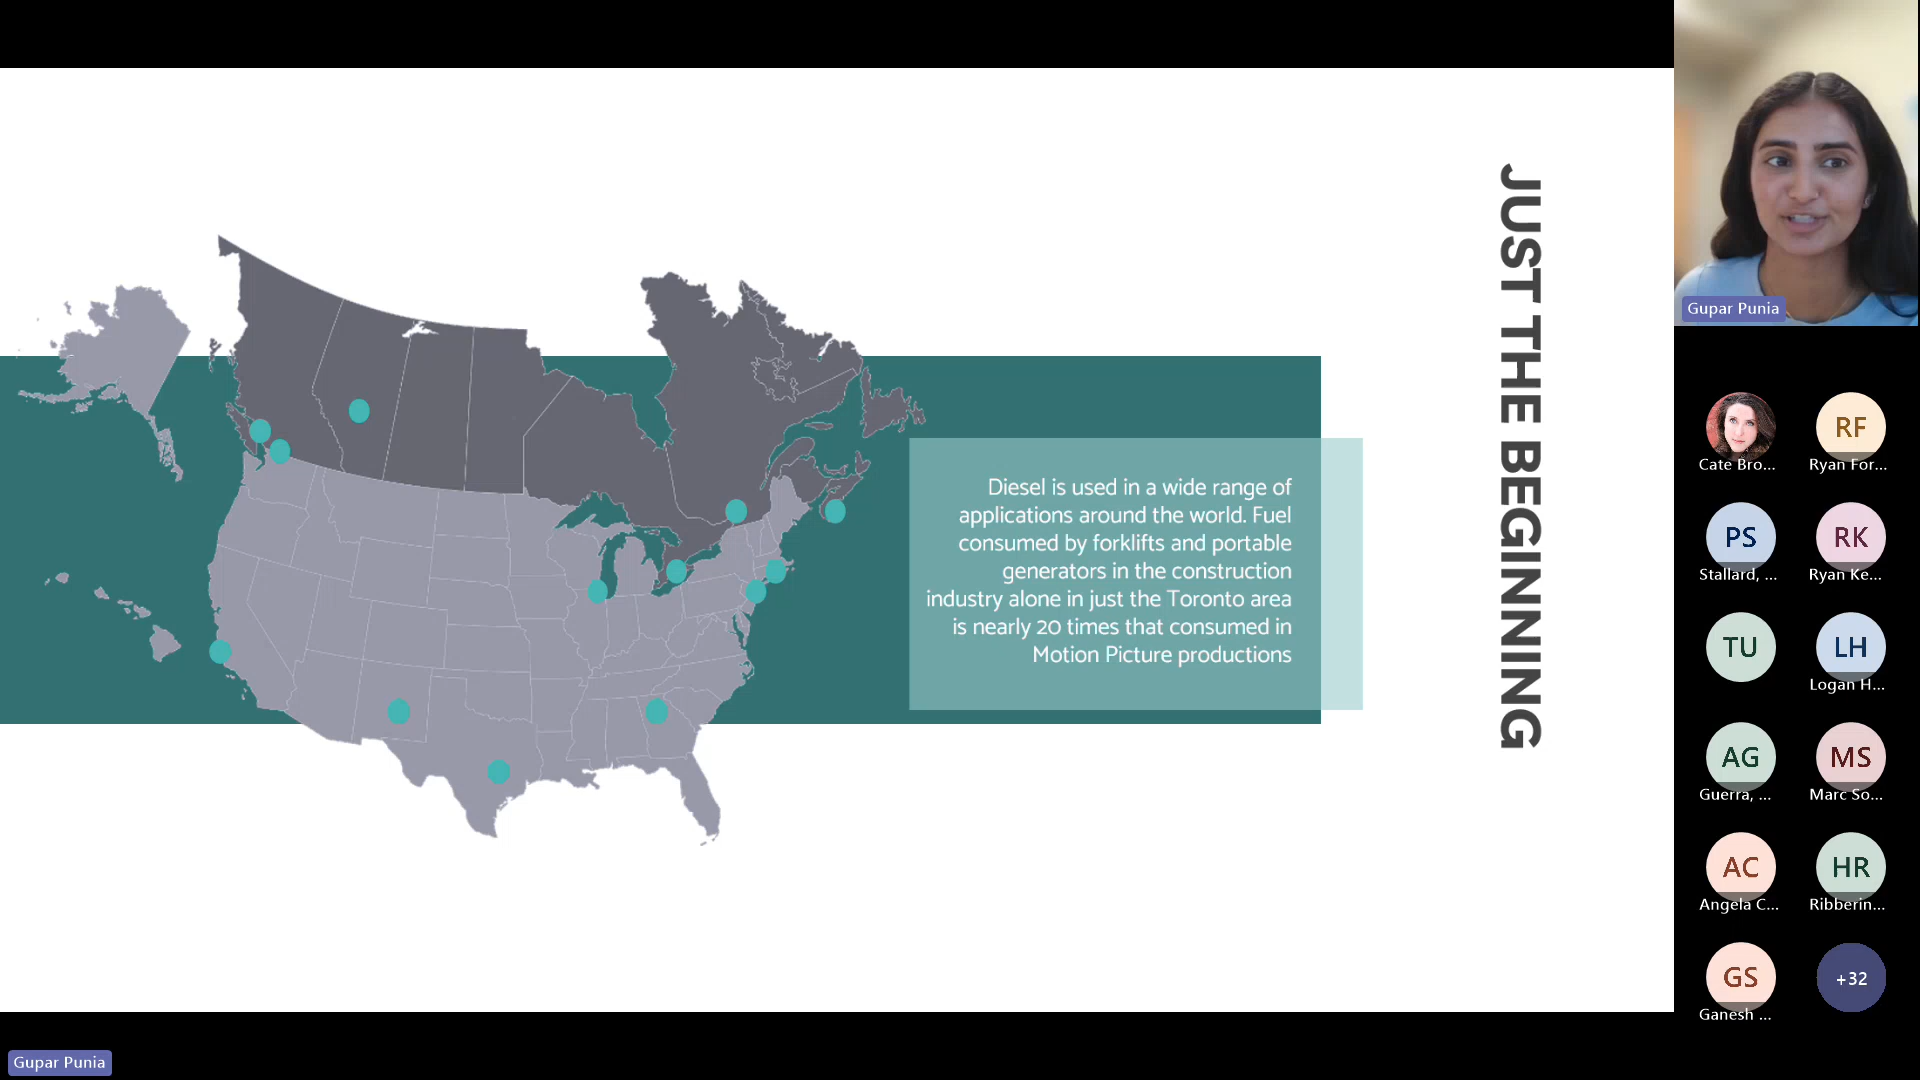 JUST THE BEGINNING
Diesel is used in a wide range of
applications around the world. Fuel
consumed by forklifts and portable
generators in the construction
industry alone in just the Toronto area
is nearly 20 times that consumed in
Motion Picture productions
Gupar Punia
Cate Bro...
RF
Ryan For...
PS
Stallard, ...
RK
Ryan Ke...
TU
LH
Logan H...
AG
Guerra, ...
MS
Marc So...
AC
Angela C...
HR
Ribberin...
GS
Ganesh ...
+32
Gupar Punia